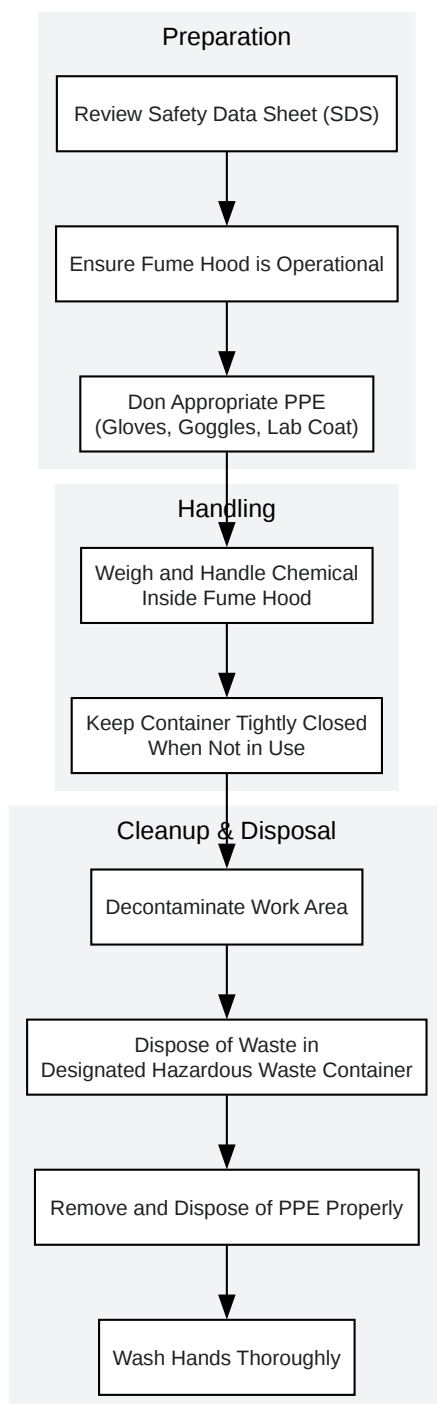 Preparation
Review Safety Data Sheet (SDS)
Ensure Fume Hood is Operational
Don Appropriate PPE
(Gloves, Goggles, Lab Coat)
Handling
Weigh and Handle Chemical
Inside Fume Hood
Keep Container Tightly Closed
When Not in Use
Cleanup & Disposal
Decontaminate Work Area
Dispose of Waste in
Designated Hazardous Waste Container
Remove and Dispose of PPE Properly
Wash Hands Thoroughly